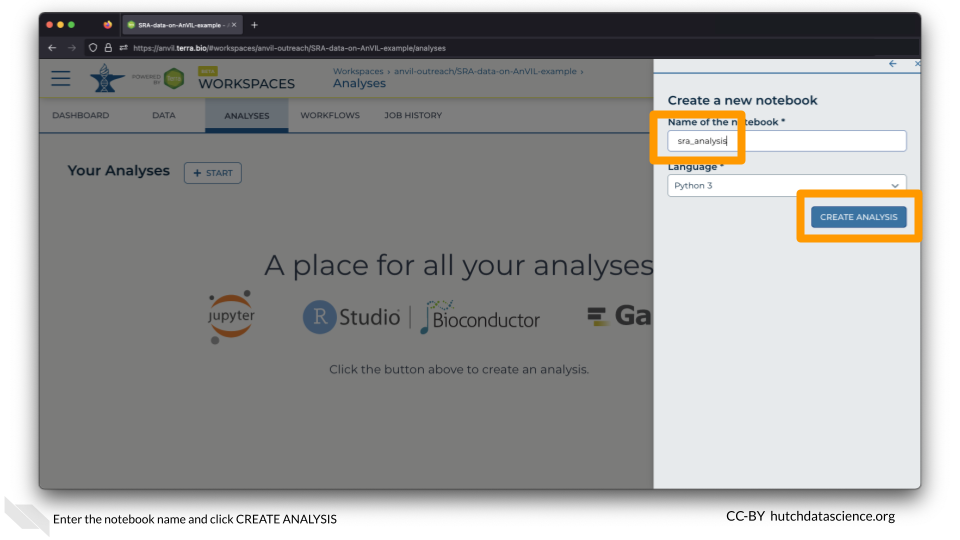 SRA-data-on-AnVIL-example
https://anvil.terra.bio/#workspaces/anvil-outreach/SRA-data-on-AnVIL-example/analyses
POWERED BY
Terra
BETA
WORKSPACES
Workspaces › anvil-outreach/SRA-data-on-AnVIL-example ›
Analyses
DASHBOARD DATA ANALYSES WORKFLOWS JOB HISTORY
Your Analyses + START
A place for all your analyses
jupyter
R Studio
Bioconductor
Ga
Click the button above to create an analysis.
Create a new notebook
Name of the notebook *
sra_analysis
Language *
Python 3
CREATE ANALYSIS
Enter the notebook name and click CREATE ANALYSIS
CC-BY hutchdatascience.org